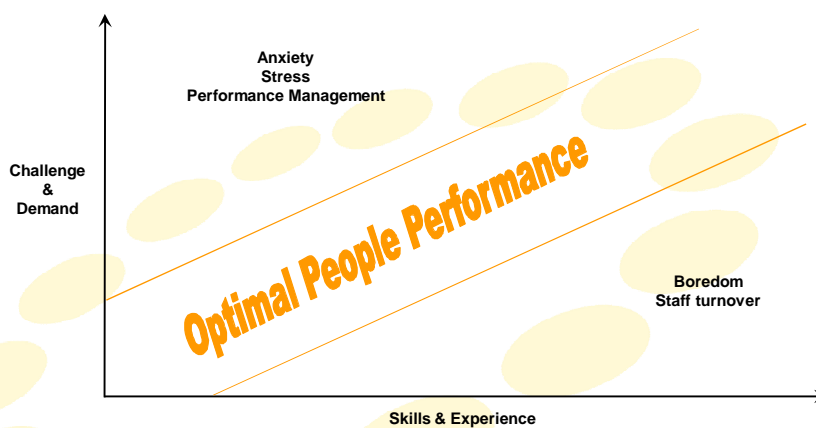 Anxiety
Stress
Performance Management
Challenge
&
Demand
Optimal People Performance
Boredom
Staff turnover
Skills & Experience